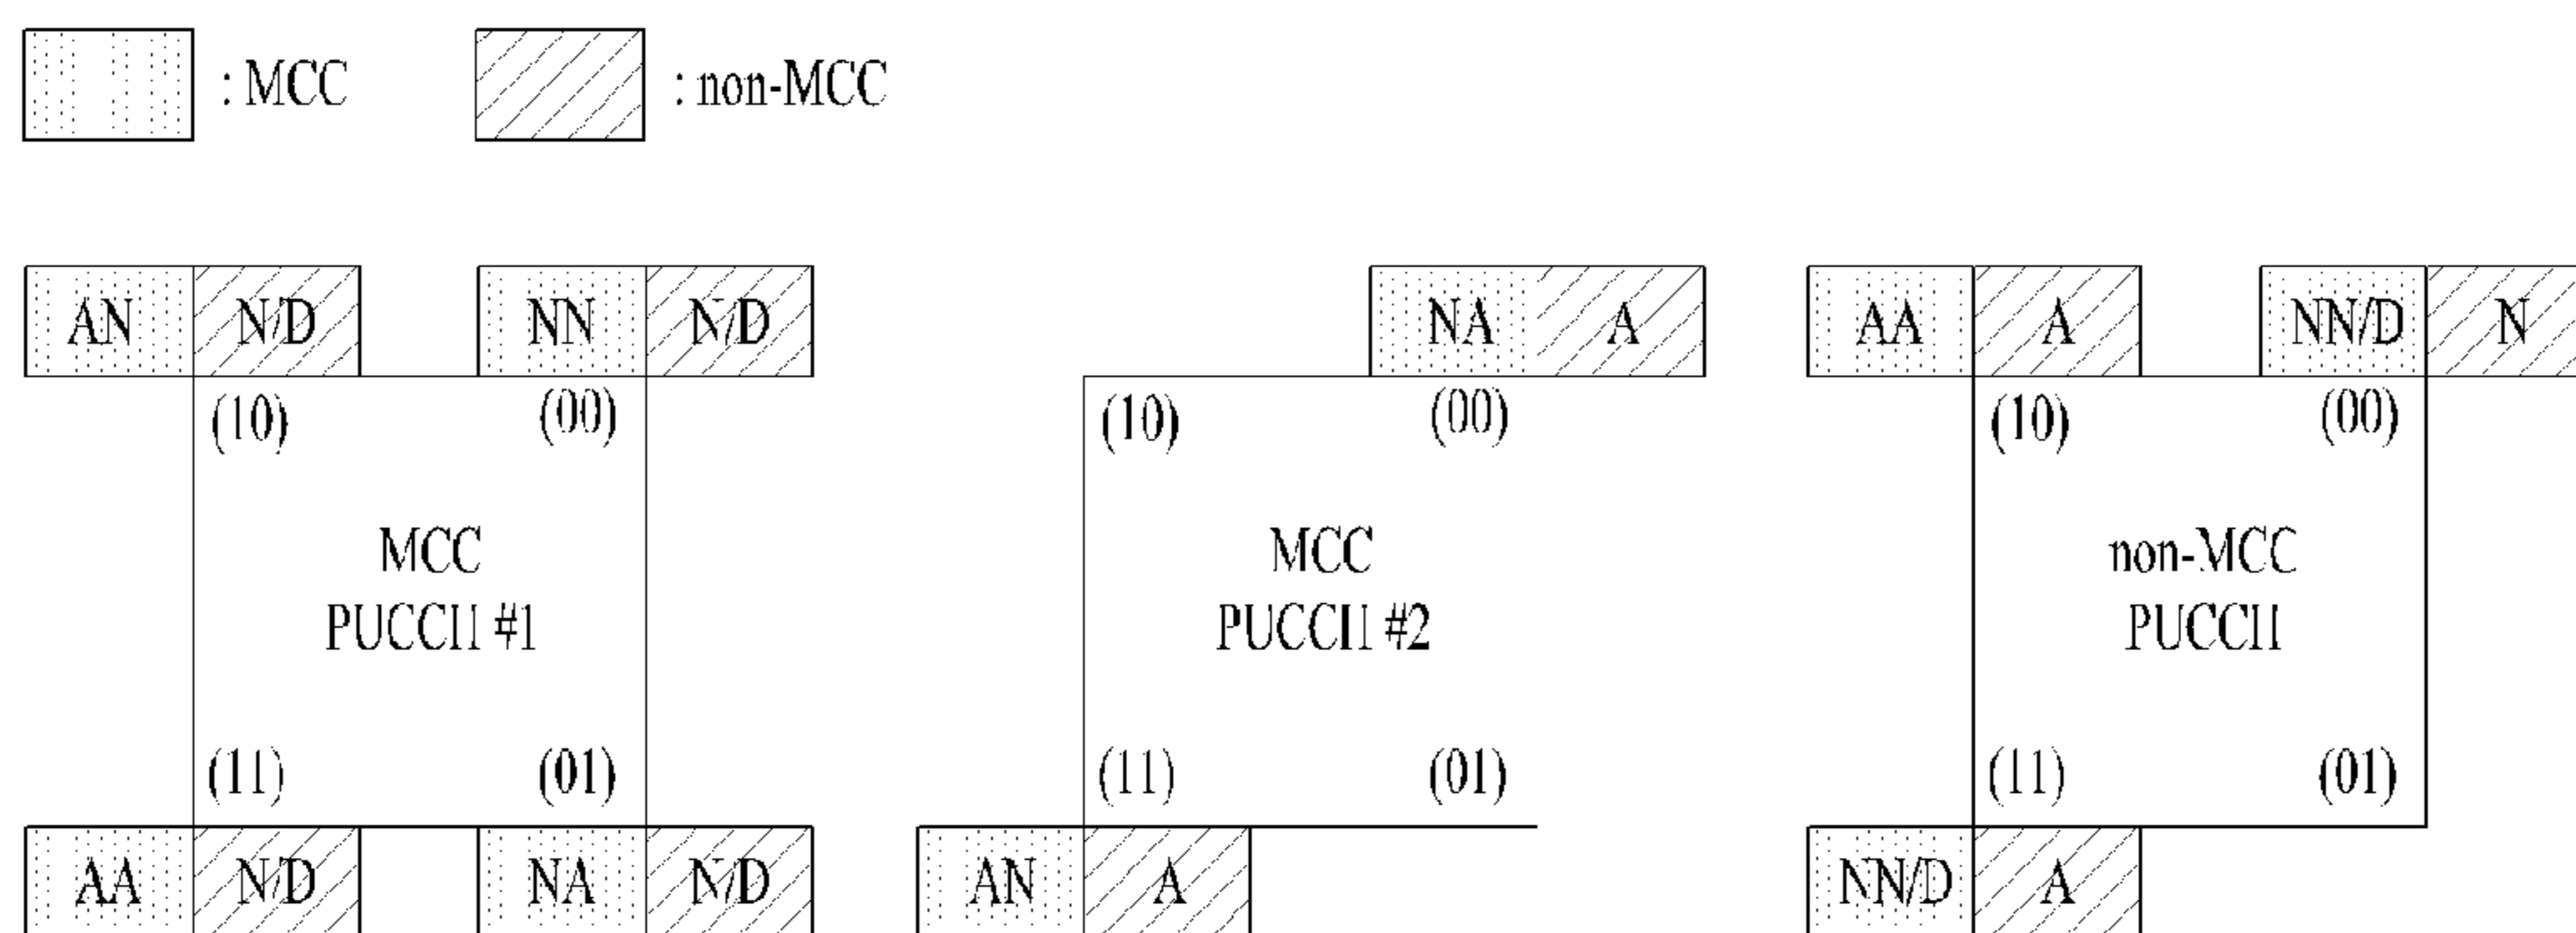 : MCC : non-MCC
AN N/D NN N/D NA A AA A NN/D N
(10) (00) (10) (00) (10) (00)
MCC MCC non-MCC
PUCCH #1 PUCCH #2 PUCCH
(11) (01) (11) (01) (11) (01)
AA N/D NA N/D AN A NN/D A